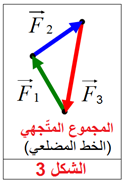 F₂
F₁
F₃
المجموع المتّجهي
(الخط المضلعي)
الشكل 3